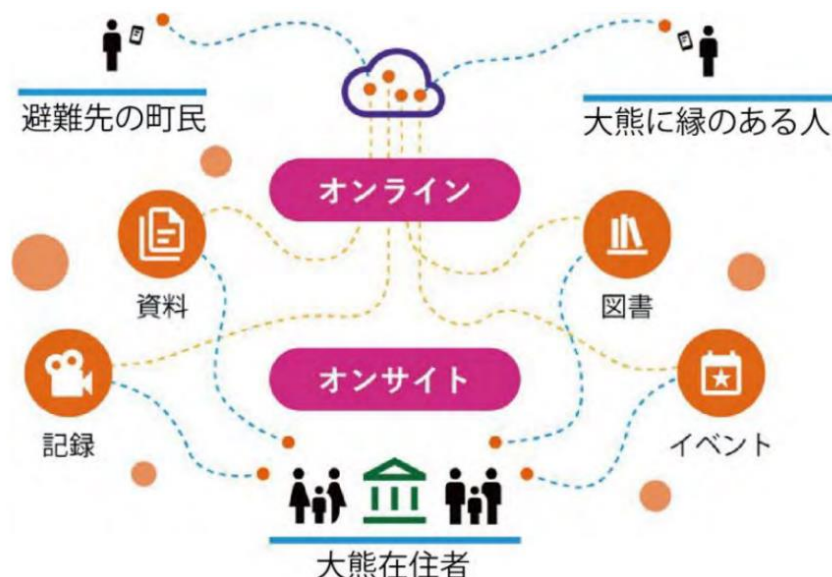 避難先の町民
大熊に縁のある人
オンライン
資料
図書
オンサイト
記録
イベント
大熊在住者